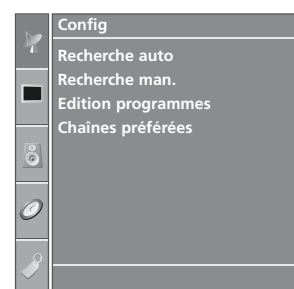 Config
Recherche auto
Recherche man.
Edition programmes
Chaînes préférées